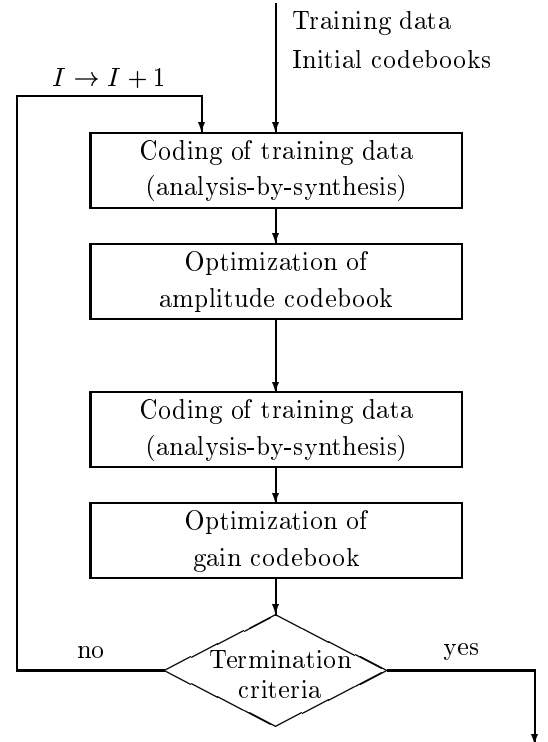 Training data
Initial codebooks
I → I + 1
Coding of training data
(analysis-by-synthesis)
Optimization of
amplitude codebook
Coding of training data
(analysis-by-synthesis)
Optimization of
gain codebook
Termination
criteria
no
yes